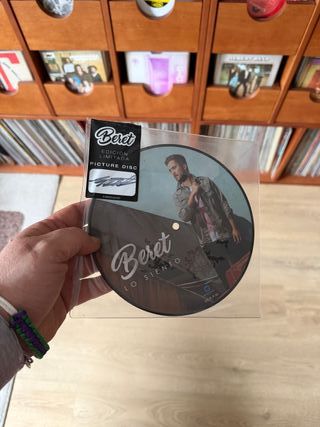 Beret
EDICIÓN
LIMITADA
PICTURE DISC
Beret
LO SIENTO